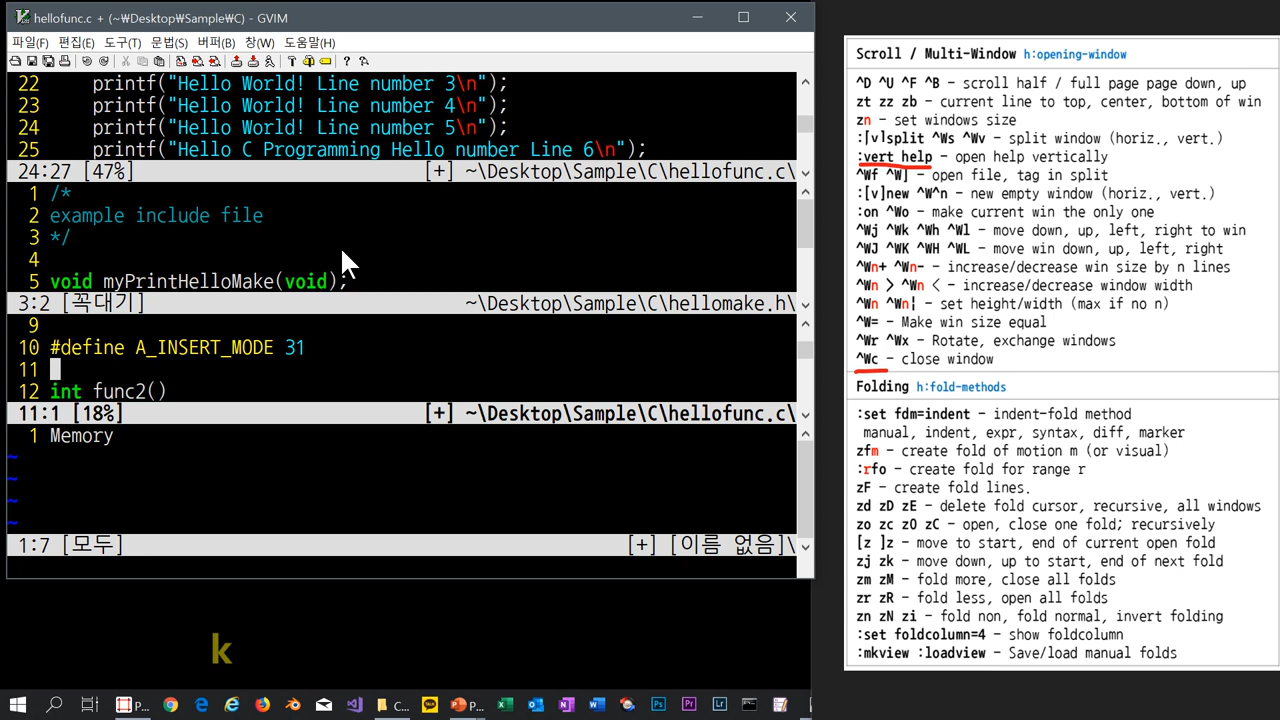 hellofunc.c + (~\Desktop\Sample\C) - GVIM
파일(F) 편집(E) 도구(T) 문법(S) 버퍼(B) 창(W) 도움말(H)
22 printf("Hello World! Line number 3\n");
23 printf("Hello World! Line number 4\n");
24 printf("Hello World! Line number 5\n");
25 printf("Hello C Programming Hello number Line 6\n");
24:27 [47%] [+] ~\Desktop\Sample\C\hellofunc.c\
1 /*
2 example include file
3 */
4
5 void myPrintHelloMake(void);
3:2 [꼭대기] ~\Desktop\Sample\C\hellomake.h\
9
10 #define A_INSERT_MODE 31
11
12 int func2()
11:1 [18%] [+] ~\Desktop\Sample\C\hellofunc.c\
1 Memory
~
~
~
~
1:7 [모두] [+] [이름 없음]\
k
C... P...
Scroll / Multi-Window h:opening-window
^D ^U ^F ^B - scroll half / full page page down, up
zt zz zb - current line to top, center, bottom of win
zn - set windows size
:[v]split ^Ws ^Wv - split window (horiz., vert.)
:vert help - open help vertically
^Wf ^W] - open file, tag in split
:[v]new ^W^n - new empty window (horiz., vert.)
:on ^Wo - make current win the only one
^Wj ^Wk ^Wh ^Wl - move down, up, left, right to win
^WJ ^WK ^WH ^WL - move win down, up, left, right
^Wn+ ^Wn- - increase/decrease win size by n lines
^Wn > ^Wn < - increase/decrease window width
^Wn ^Wn¦ - set height/width (max if no n)
^W= - Make win size equal
^Wr ^Wx - Rotate, exchange windows
^Wc - close window
Folding h:fold-methods
:set fdm=indent - indent-fold method
manual, indent, expr, syntax, diff, marker
zfm - create fold of motion m (or visual)
:rfo - create fold for range r
zF - create fold lines.
zd zD zE - delete fold cursor, recursive, all windows
zo zc zO zC - open, close one fold; recursively
[z ]z - move to start, end of current open fold
zj zk - move down, up to start, end of next fold
zm zM - fold more, close all folds
zr zR - fold less, open all folds
zn zN zi - fold non, fold normal, invert folding
:set foldcolumn=4 - show foldcolumn
:mkview :loadview - Save/load manual folds